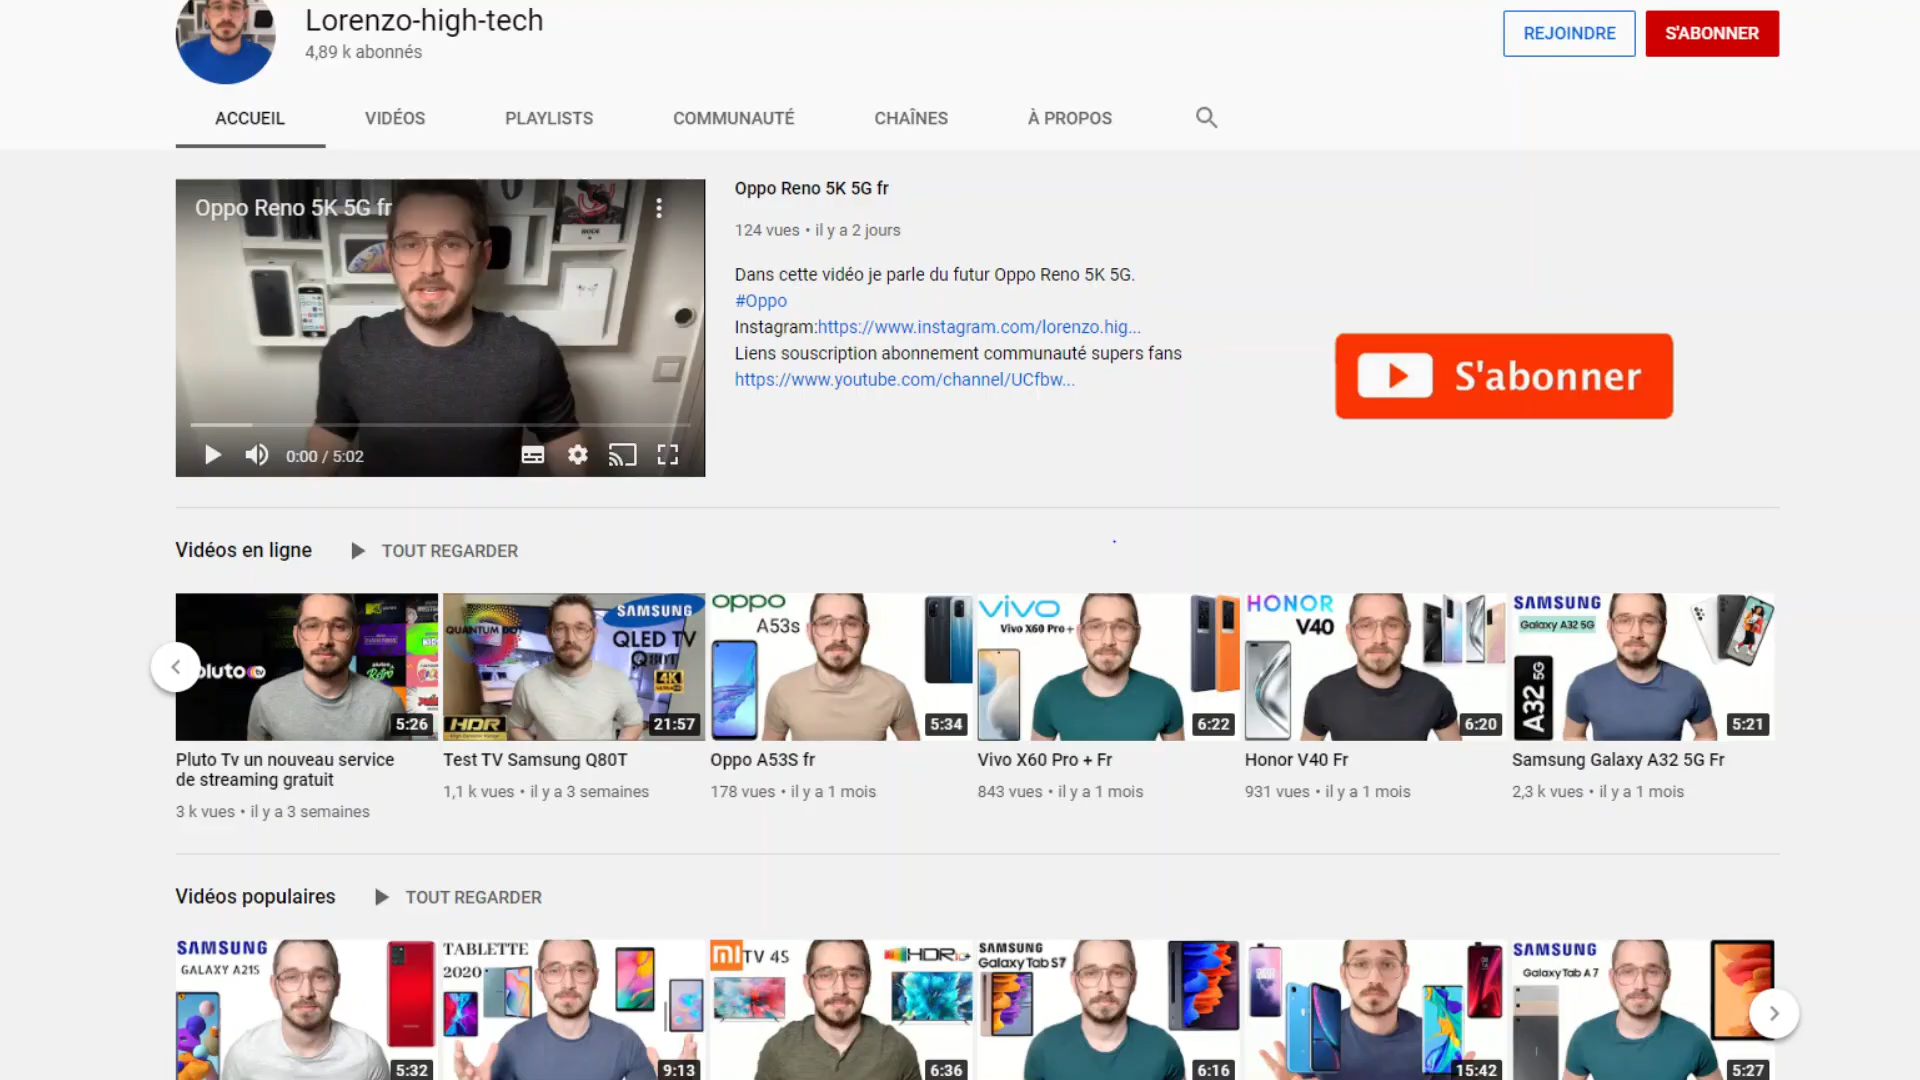 Lorenzo-high-tech
4,89 k abonnés
REJOINDRE
S'ABONNER
ACCUEIL
VIDÉOS
PLAYLISTS
COMMUNAUTÉ
CHAÎNES
À PROPOS
Oppo Reno 5K 5G fr
0:00 / 5:02
Oppo Reno 5K 5G fr
124 vues • il y a 2 jours
Dans cette vidéo je parle du futur Oppo Reno 5K 5G.
#Oppo
Instagram:https://www.instagram.com/lorenzo.hig...
Liens souscription abonnement communauté supers fans
https://www.youtube.com/channel/UCfbw...
S'abonner
Vidéos en ligne
TOUT REGARDER
pluto tv
5:26
Pluto Tv un nouveau service
de streaming gratuit
3 k vues • il y a 3 semaines
QUANTUM DOT
SAMSUNG
QLED TV
Q80T
4K
HDR
21:57
Test TV Samsung Q80T
1,1 k vues • il y a 3 semaines
oppo
A53s
5:34
Oppo A53S fr
178 vues • il y a 1 mois
vivo
Vivo X60 Pro+
6:22
Vivo X60 Pro + Fr
843 vues • il y a 1 mois
HONOR
V40
6:20
Honor V40 Fr
931 vues • il y a 1 mois
SAMSUNG
Galaxy A32 5G
A32 5G
5:21
Samsung Galaxy A32 5G Fr
2,3 k vues • il y a 1 mois
Vidéos populaires
TOUT REGARDER
SAMSUNG
GALAXY A21S
5:32
TABLETTE
2020
9:13
MI TV 4S
HDR10+
6:36
SAMSUNG
Galaxy Tab S7
6:16
15:42
SAMSUNG
Galaxy Tab A7
5:27